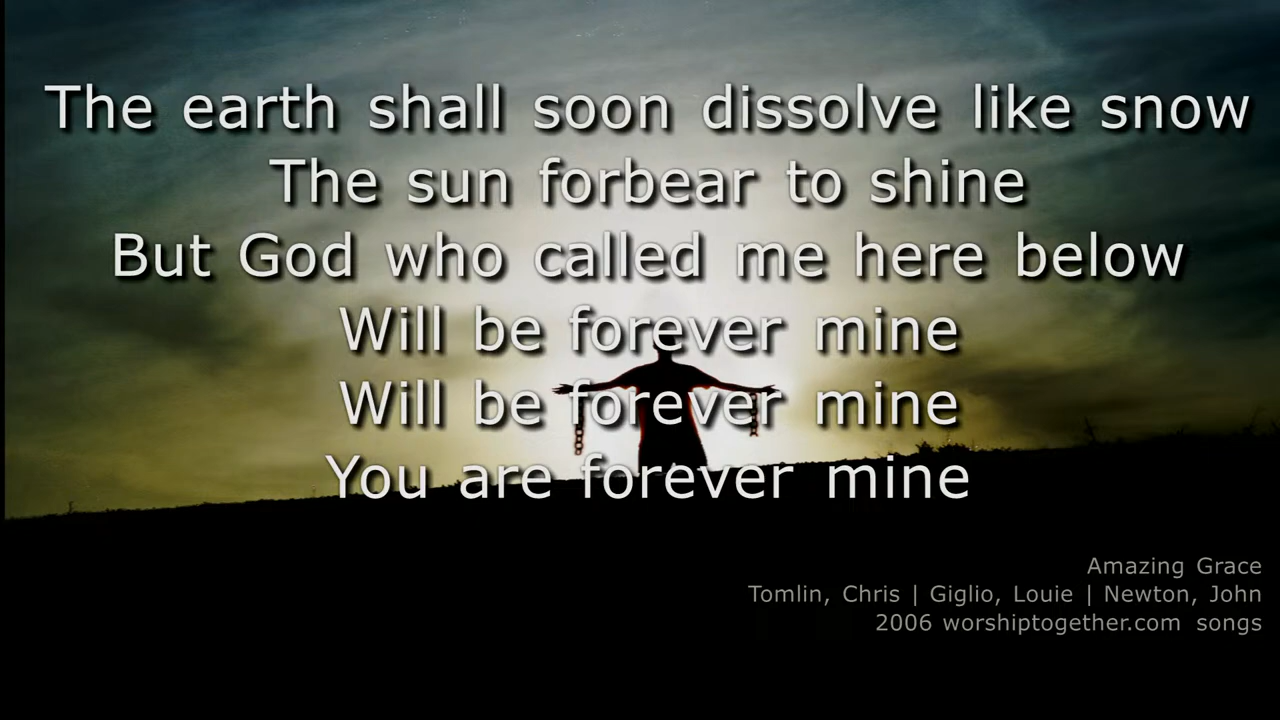 The earth shall soon dissolve like snow
The sun forbear to shine
But God who called me here below
Will be forever mine
Will be forever mine
You are forever mine
Amazing Grace
Tomlin, Chris | Giglio, Louie | Newton, John
2006 worshiptogether.com songs